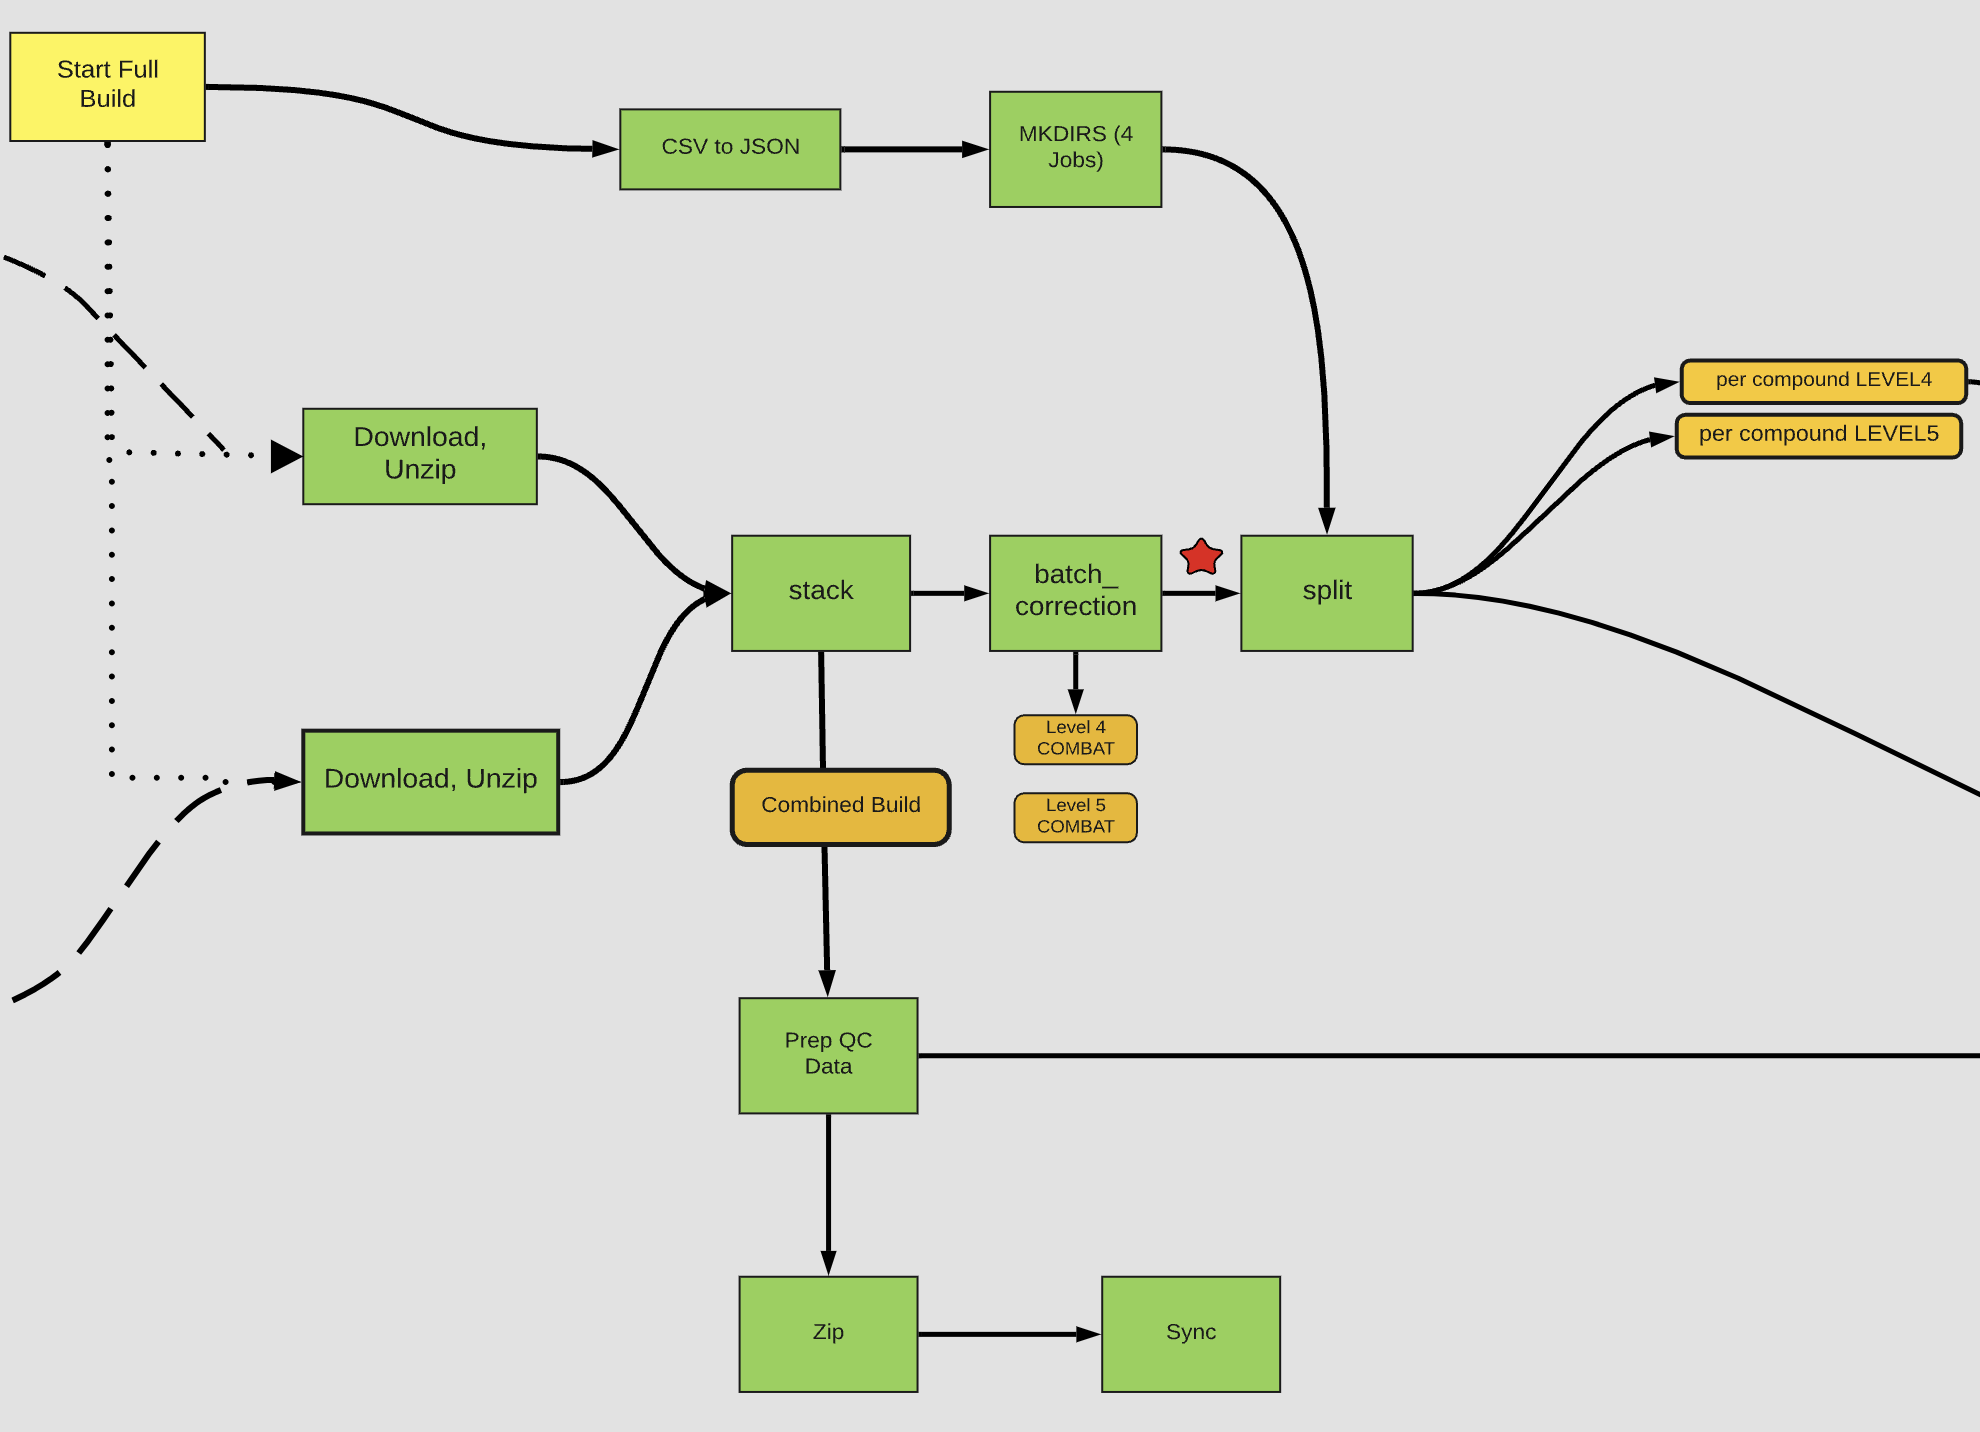 Start Full
Build
CSV to JSON
MKDIRS (4
Jobs)
per compound LEVEL4
per compound LEVEL5
Download,
Unzip
stack
batch_
correction
split
Level 4
COMBAT
Download, Unzip
Combined Build
Level 5
COMBAT
Prep QC
Data
Zip
Sync